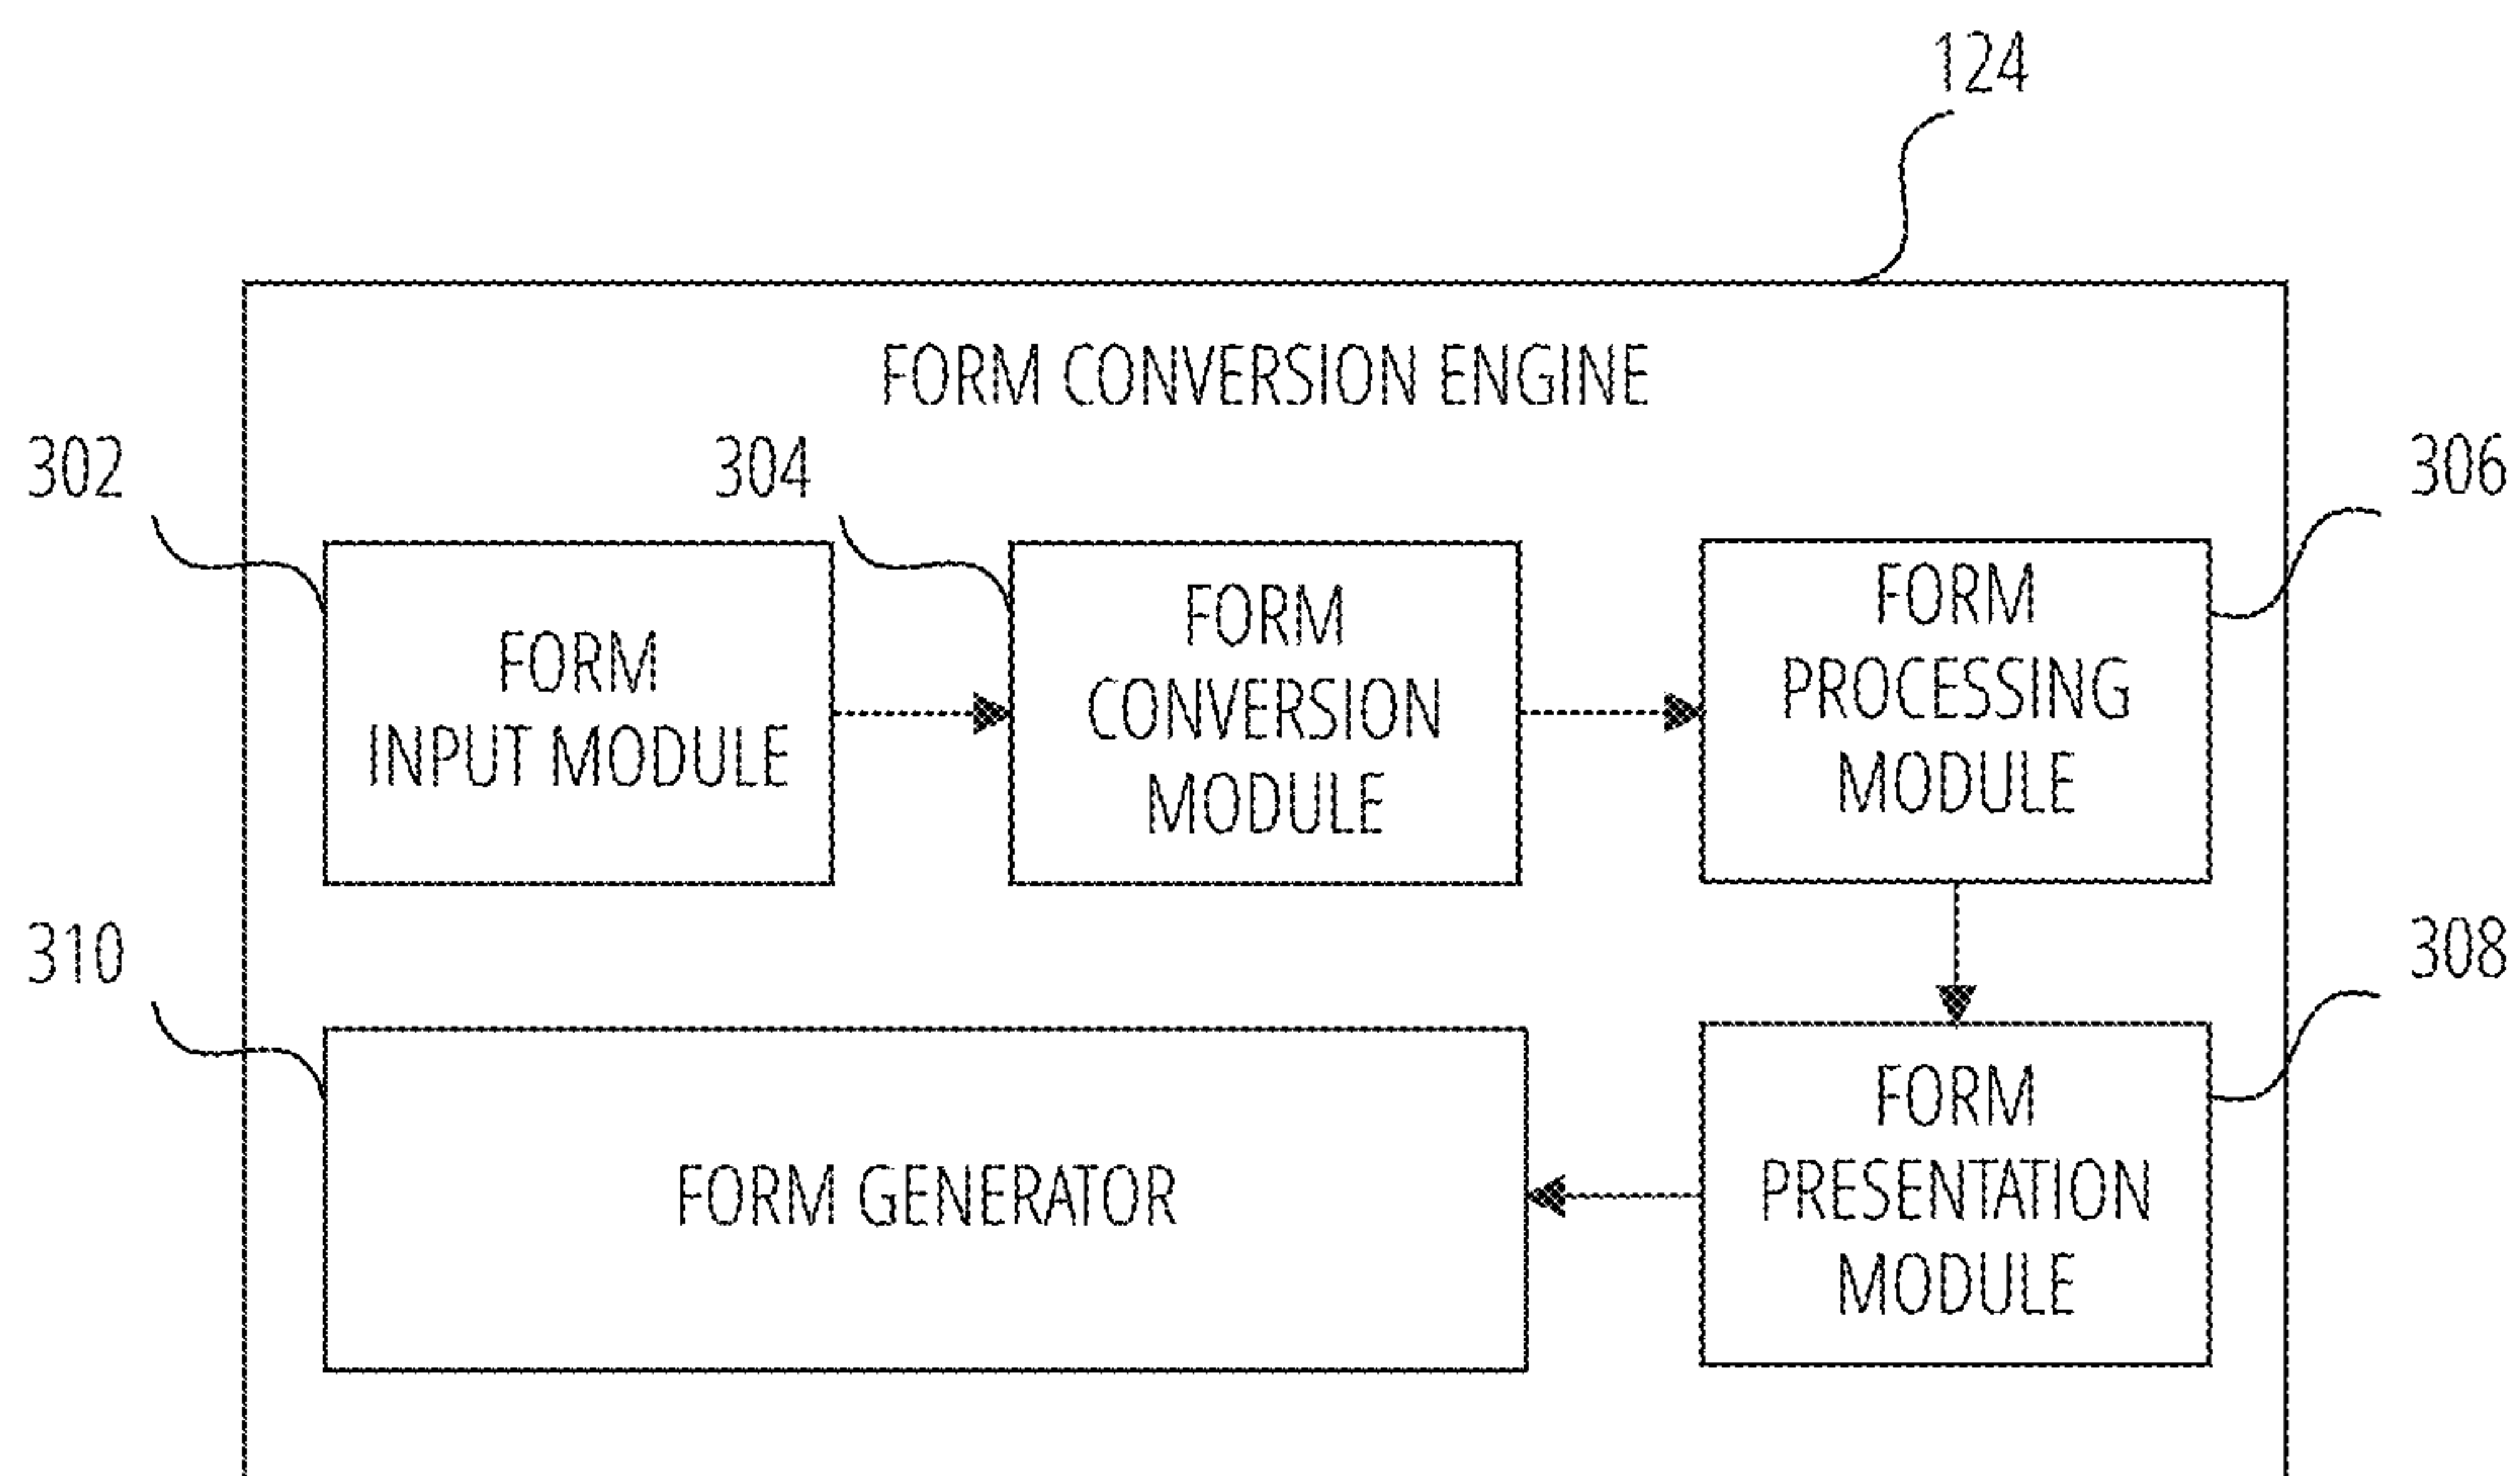 124
FORM CONVERSION ENGINE
302
304
306
FORM
INPUT MODULE
FORM
CONVERSION
MODULE
FORM
PROCESSING
MODULE
310
308
FORM GENERATOR
FORM
PRESENTATION
MODULE